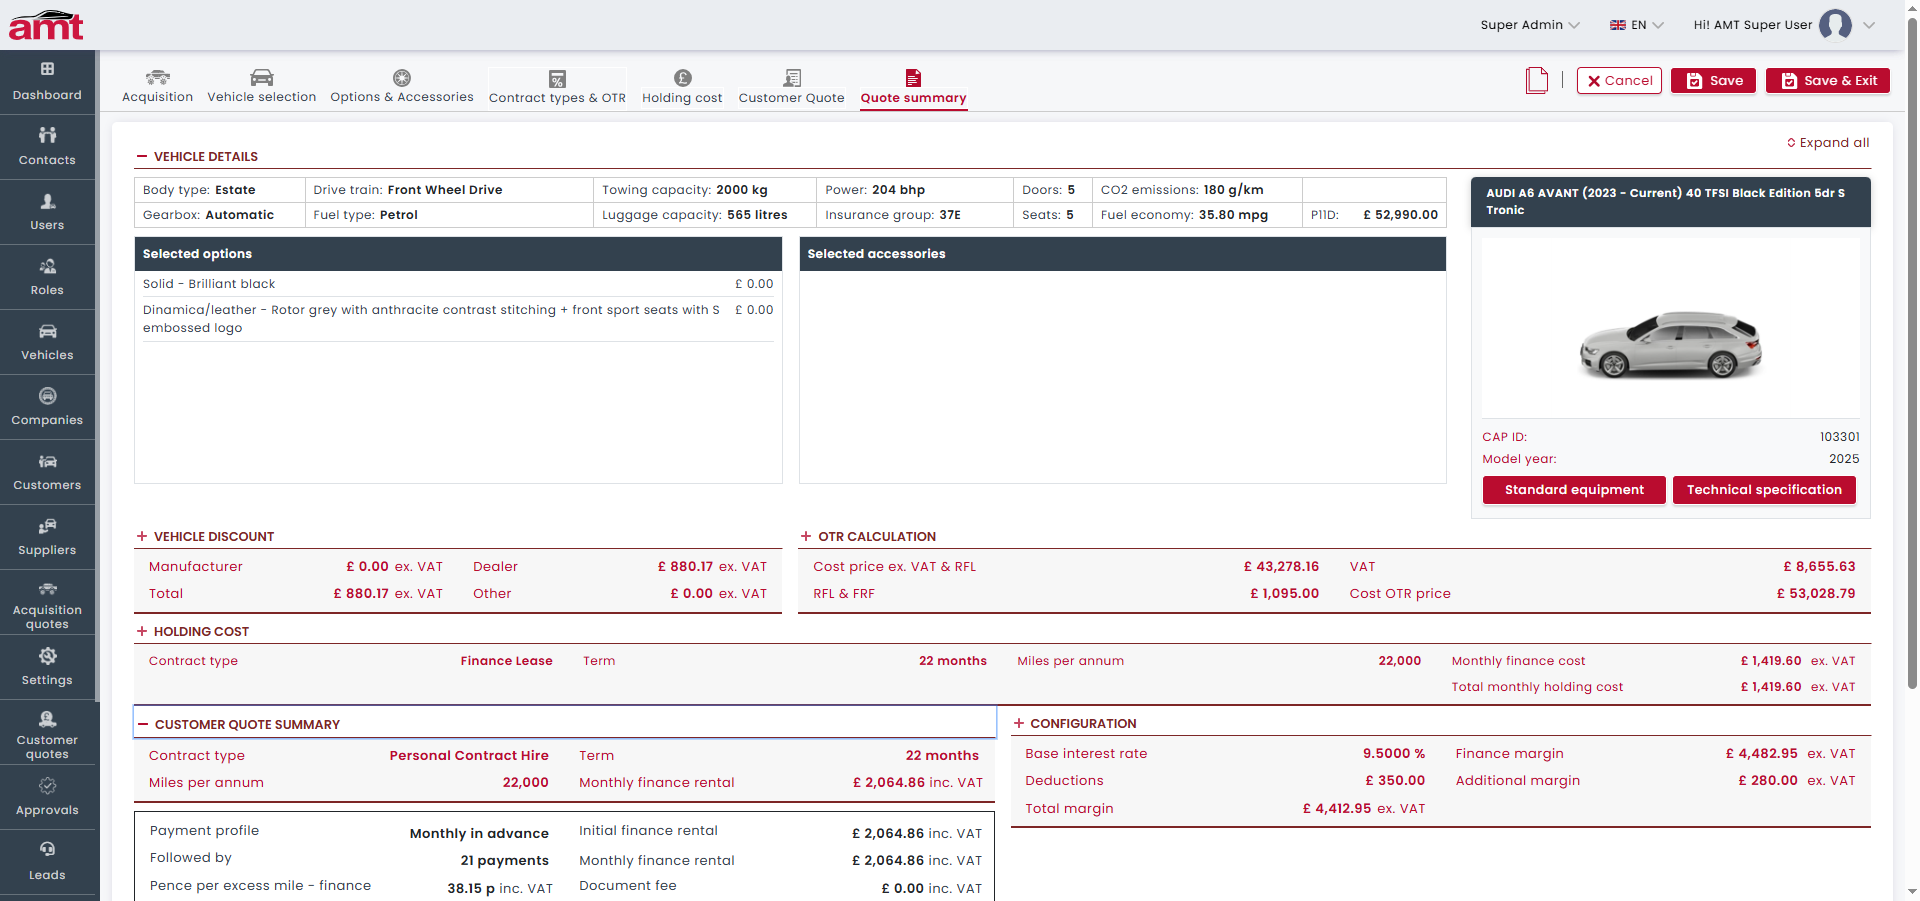 amt
Super Admin
EN
Hi! AMT Super User
Dashboard
Contacts
Users
Roles
Vehicles
Companies
Customers
Suppliers
Acquisition
quotes
Settings
Customer
quotes
Approvals
Leads
Acquisition
Vehicle selection
Options & Accessories
Contract types & OTR
Holding cost
Customer Quote
Quote summary
Cancel
Save
Save & Exit
Expand all
VEHICLE DETAILS
Body type: Estate
Drive train: Front Wheel Drive
Towing capacity: 2000 kg
Power: 204 bhp
Doors: 5
CO2 emissions: 180 g/km
Gearbox: Automatic
Fuel type: Petrol
Luggage capacity: 565 litres
Insurance group: 37E
Seats: 5
Fuel economy: 35.80 mpg
P11D: £ 52,990.00
Selected options
Solid - Brilliant black £ 0.00
Dinamica/leather - Rotor grey with anthracite contrast stitching + front sport seats with S £ 0.00
embossed logo
Selected accessories
AUDI A6 AVANT (2023 - Current) 40 TFSI Black Edition 5dr S
Tronic
CAP ID: 103301
Model year: 2025
Standard equipment
Technical specification
VEHICLE DISCOUNT
Manufacturer £ 0.00 ex. VAT Dealer £ 880.17 ex. VAT
Total £ 880.17 ex. VAT Other £ 0.00 ex. VAT
OTR CALCULATION
Cost price ex. VAT & RFL £ 43,278.16 VAT £ 8,655.63
RFL & FRF £ 1,095.00 Cost OTR price £ 53,028.79
HOLDING COST
Contract type Finance Lease Term 22 months Miles per annum 22,000 Monthly finance cost £ 1,419.60 ex. VAT
Total monthly holding cost £ 1,419.60 ex. VAT
CUSTOMER QUOTE SUMMARY
Contract type Personal Contract Hire Term 22 months
Miles per annum 22,000 Monthly finance rental £ 2,064.86 inc. VAT
Payment profile Monthly in advance Initial finance rental £ 2,064.86 inc. VAT
Followed by 21 payments Monthly finance rental £ 2,064.86 inc. VAT
Pence per excess mile - finance 38.15 p inc. VAT Document fee £ 0.00 inc. VAT
CONFIGURATION
Base interest rate 9.5000 % Finance margin £ 4,482.95 ex. VAT
Deductions £ 350.00 Additional margin £ 280.00 ex. VAT
Total margin £ 4,412.95 ex. VAT